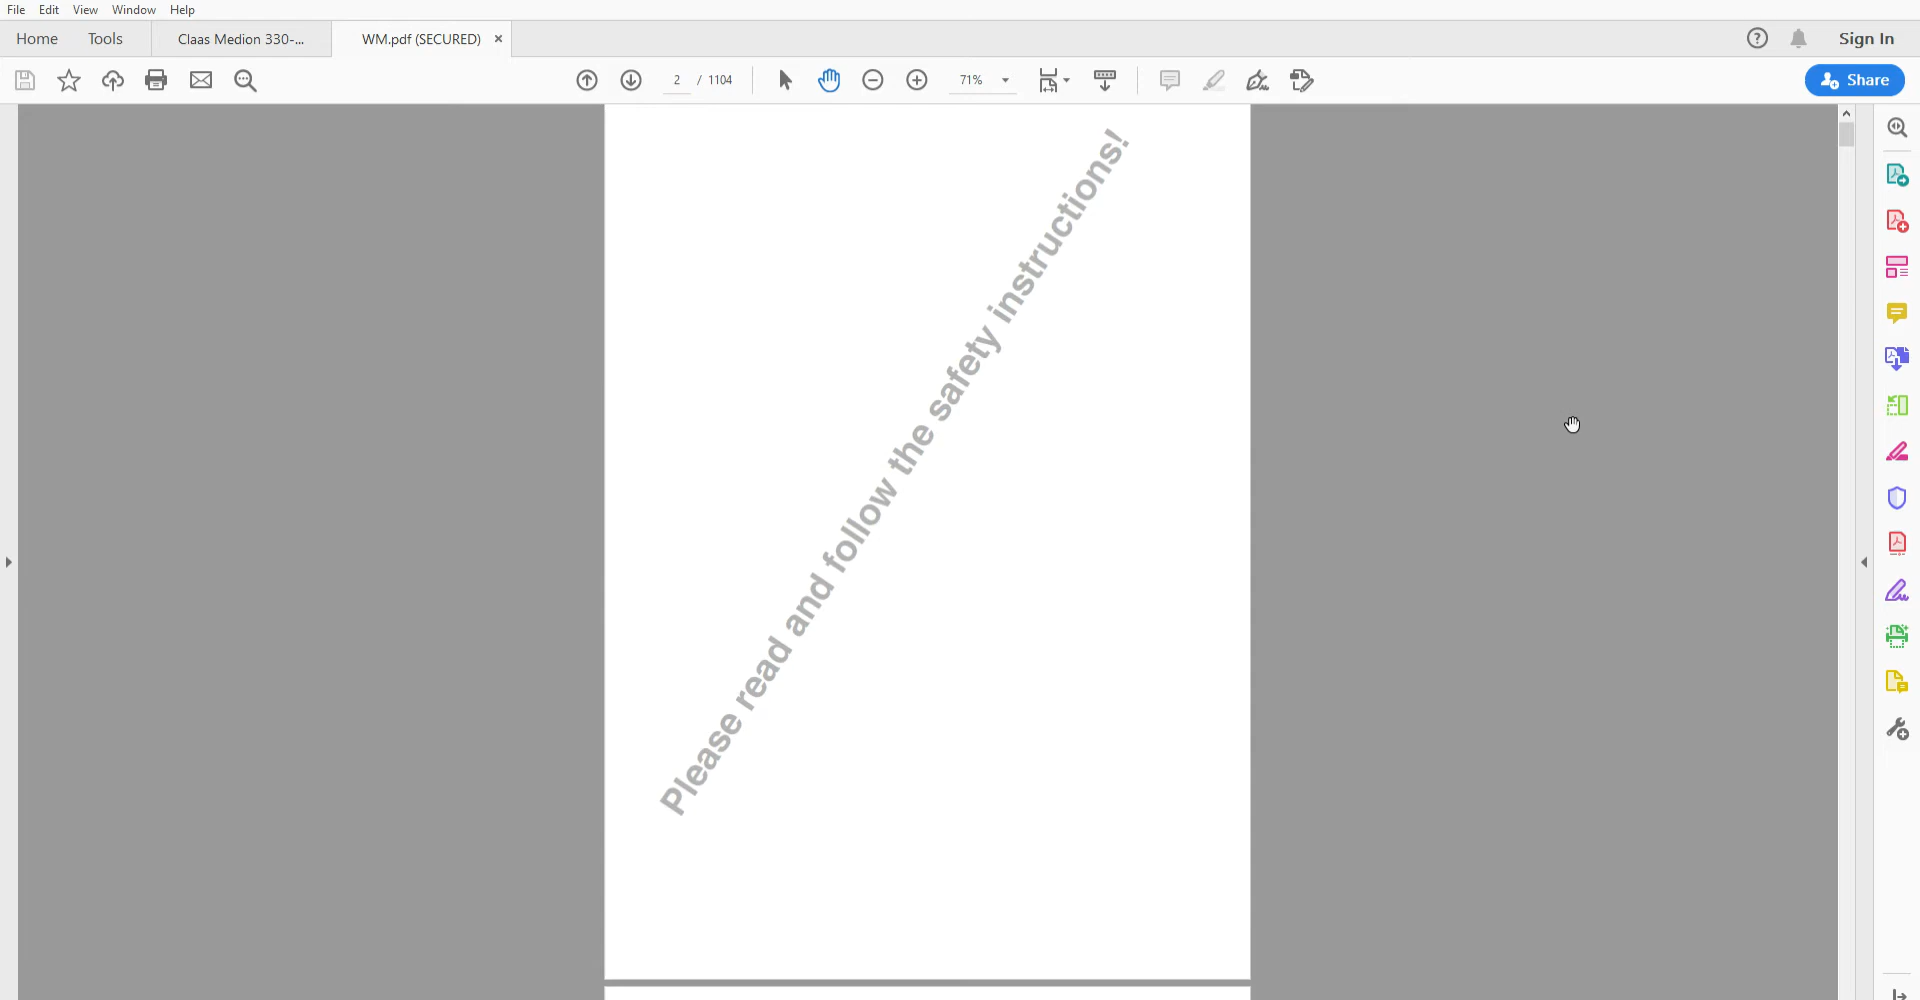 File Edit View Window Help
Home Tools Claas Medion 330-... WM.pdf (SECURED) × Sign In
2 / 1104 71% Share
Please read and follow the safety instructions!